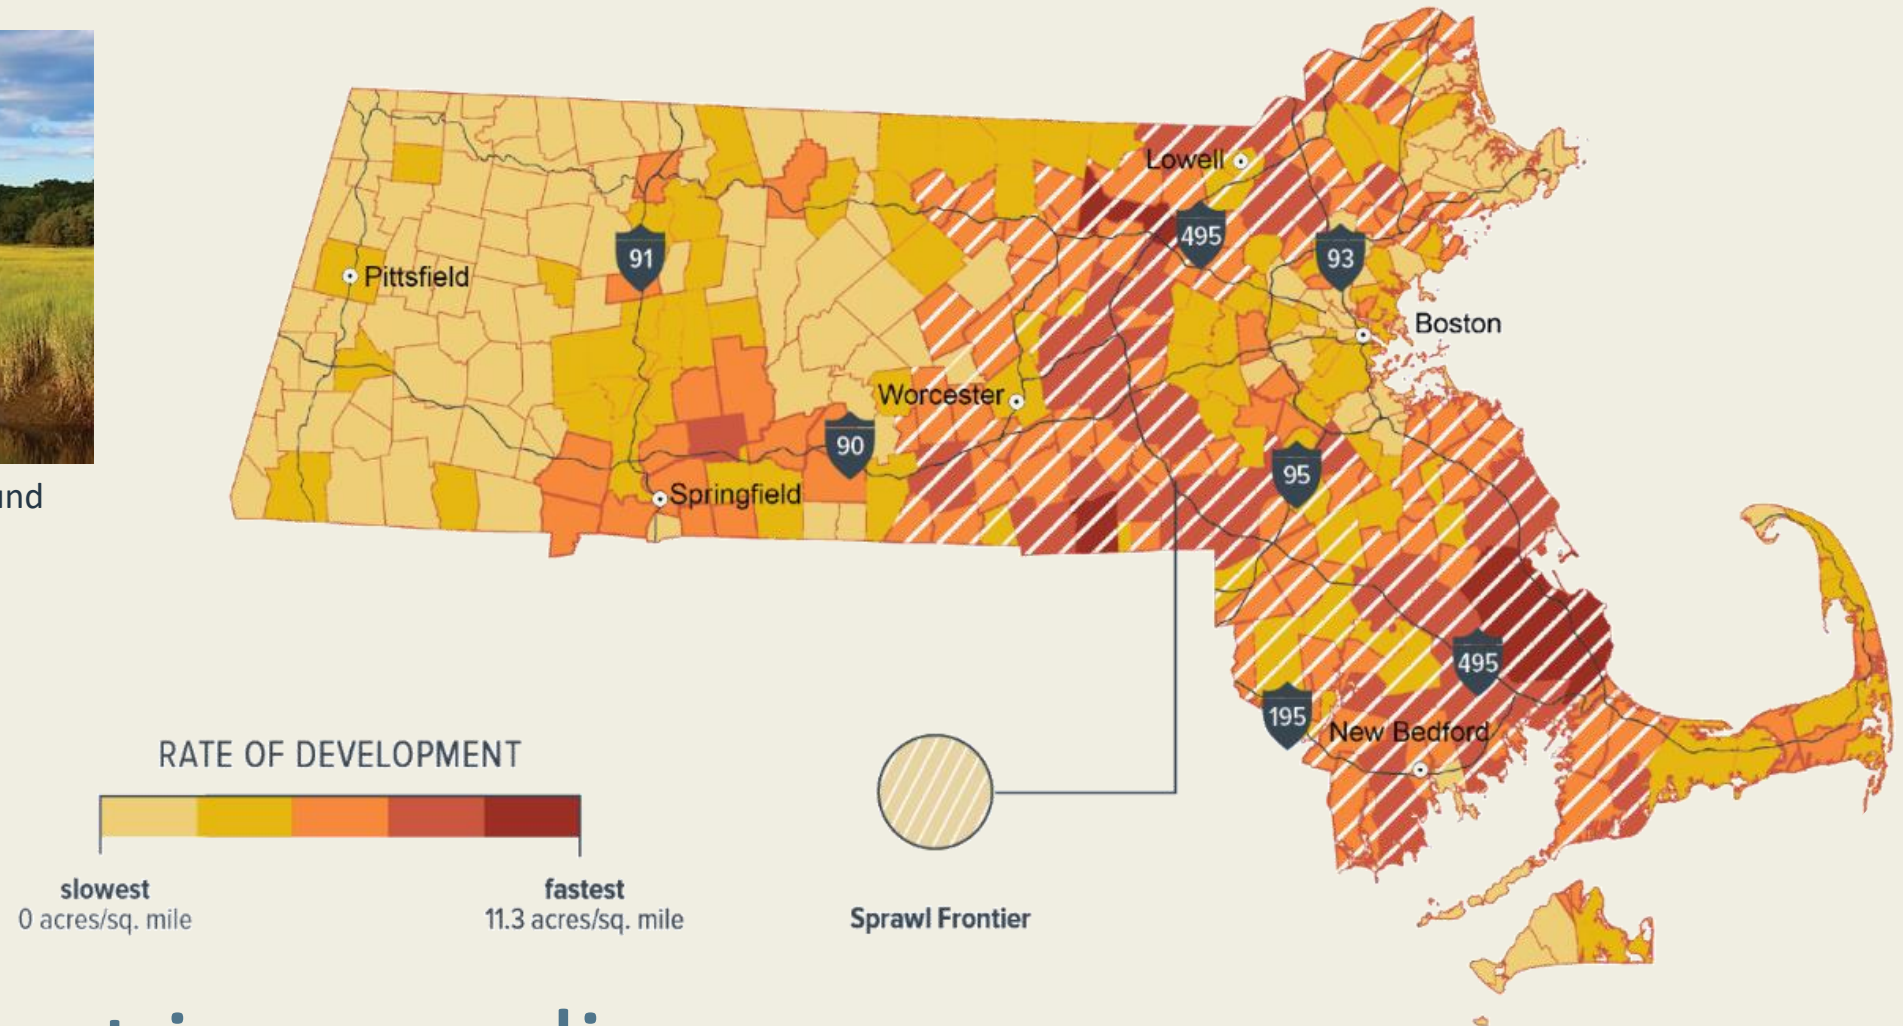 und
Lowell
495
93
91
Pittsfield
Boston
Worcester
90
95
Springfield
495
195
New Bedford
RATE OF DEVELOPMENT
slowest
0 acres/sq. mile
fastest
11.3 acres/sq. mile
Sprawl Frontier